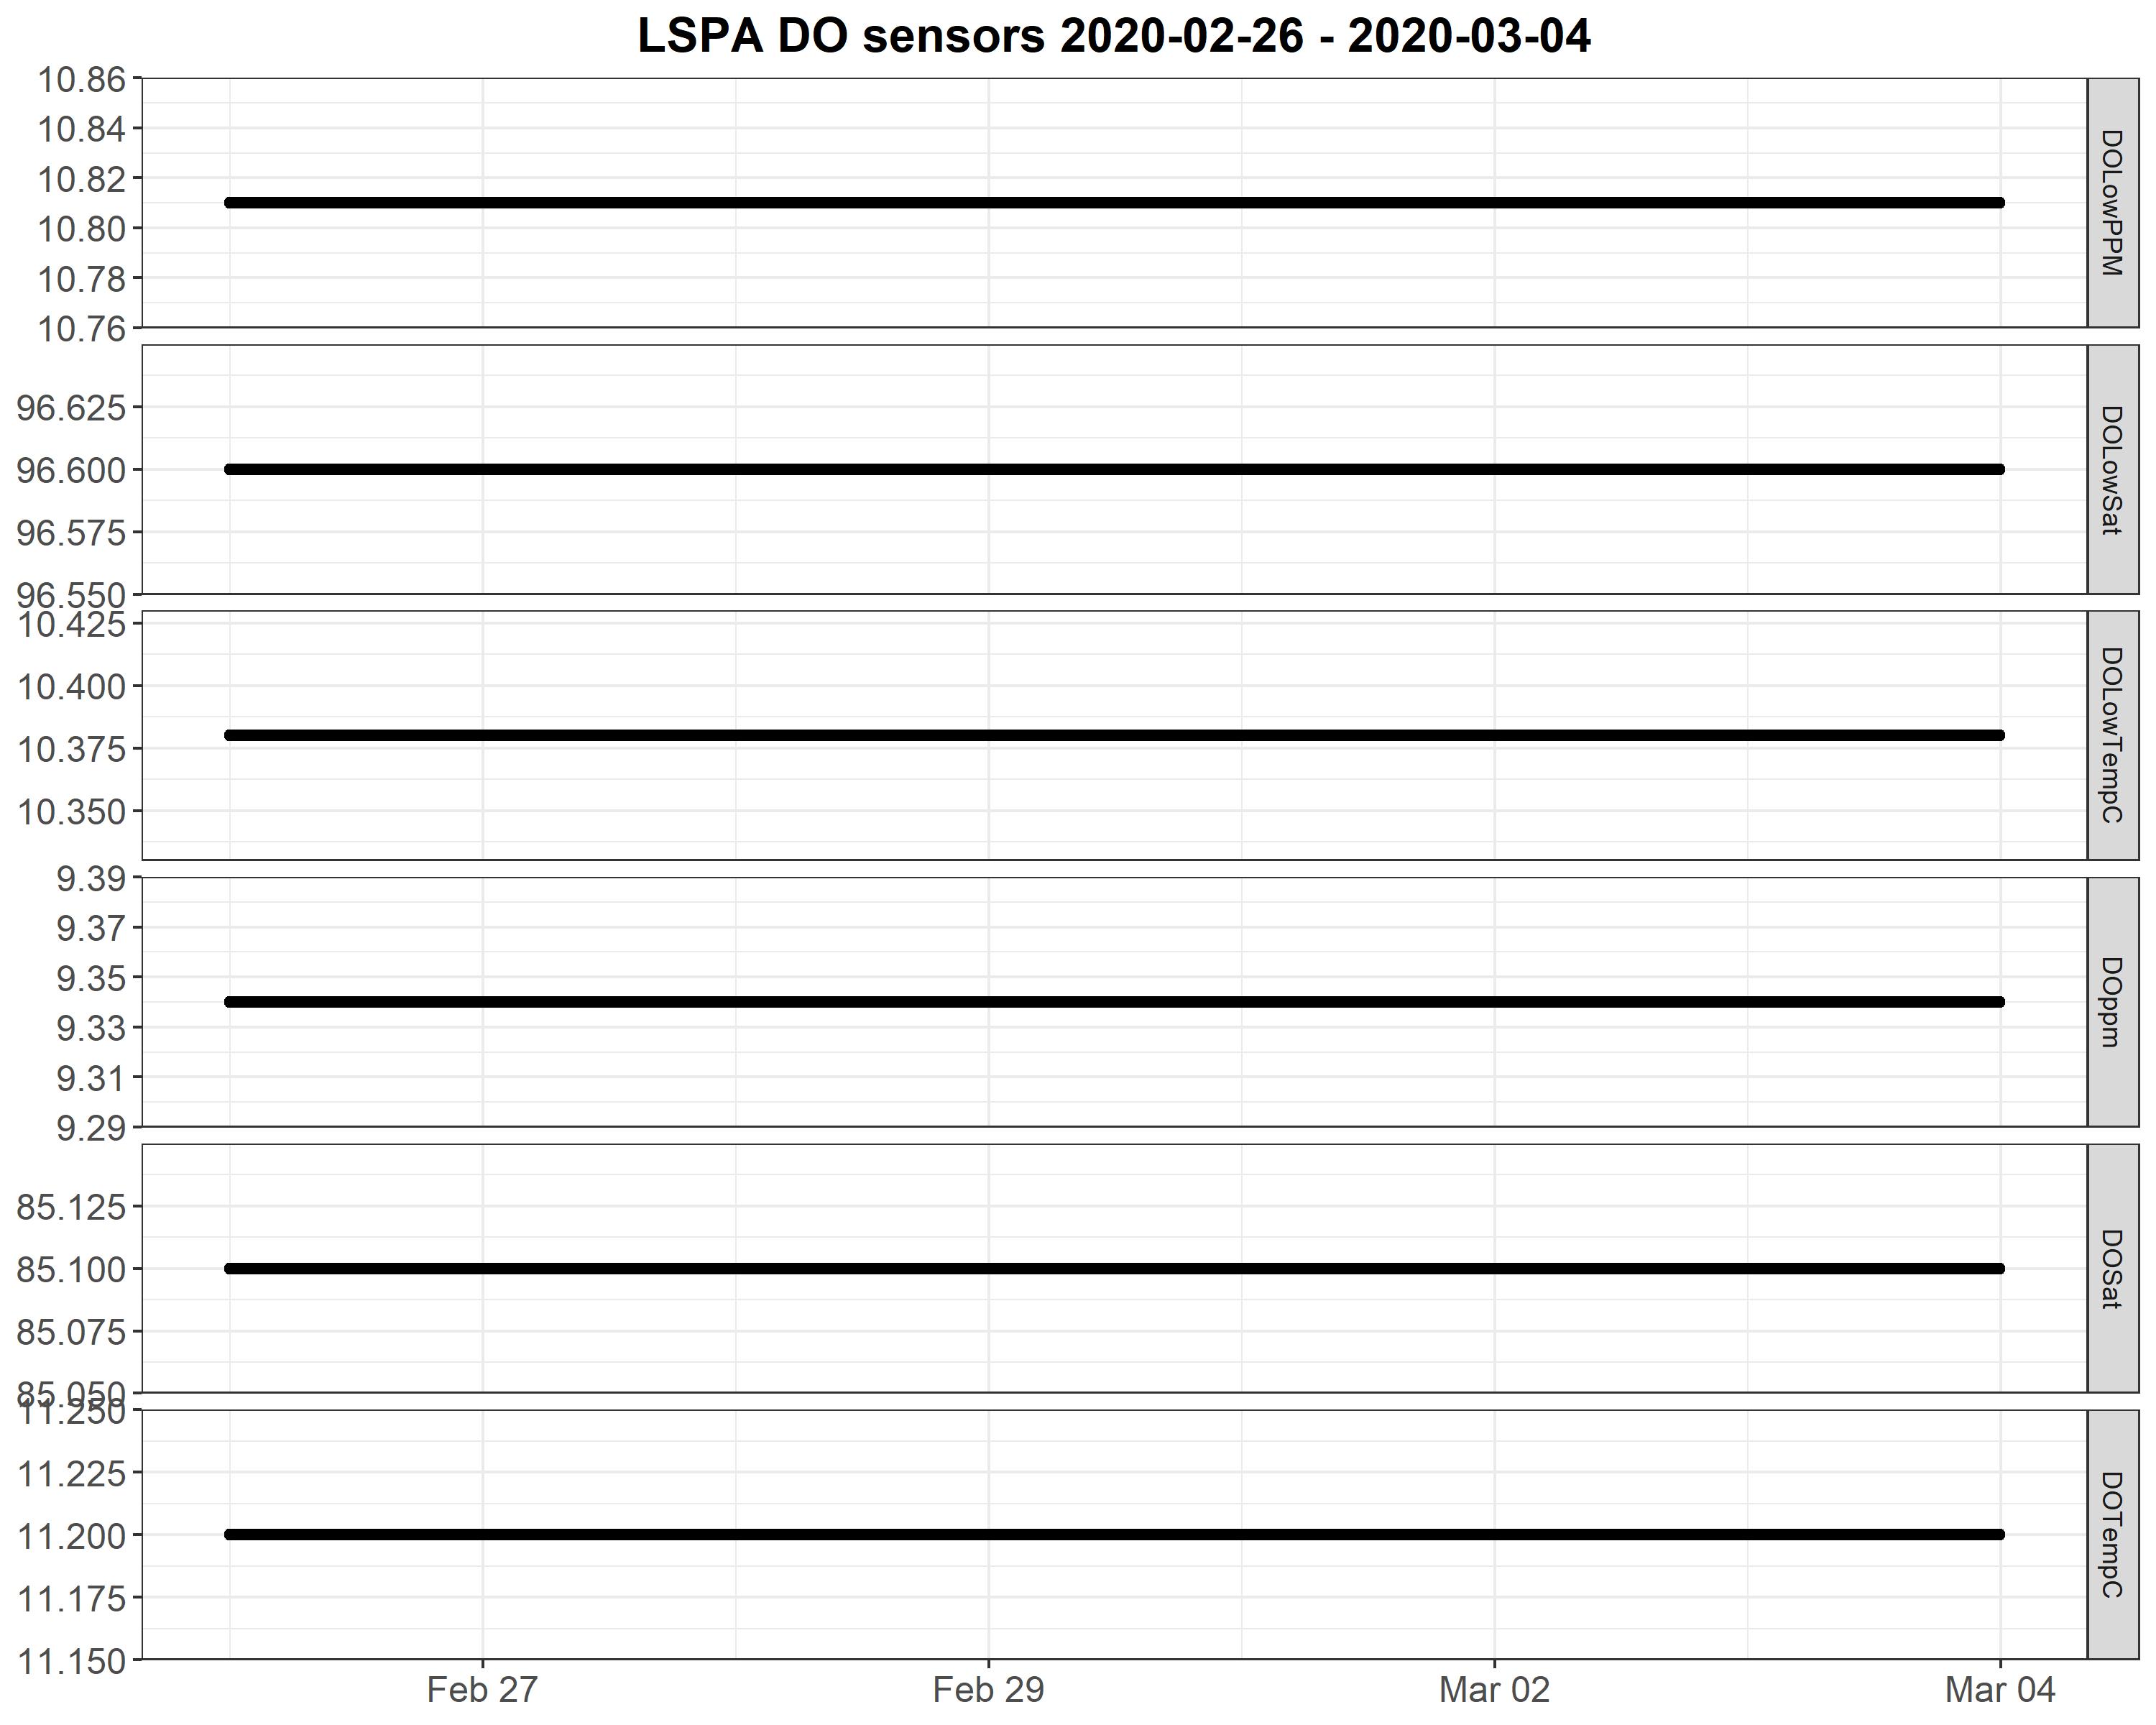 LSPA DO sensors 2020-02-26 - 2020-03-04
10.86
10.84
10.82
10.80
10.78
10.76
DOLowPPM
96.625
96.600
96.575
96.550
DOLowSat
10.425
10.400
10.375
10.350
DOLowTempC
9.39
9.37
9.35
9.33
9.31
9.29
DOppm
85.125
85.100
85.075
85.050
DOSat
11.250
11.225
11.200
11.175
11.150
DOTempC
Feb 27
Feb 29
Mar 02
Mar 04